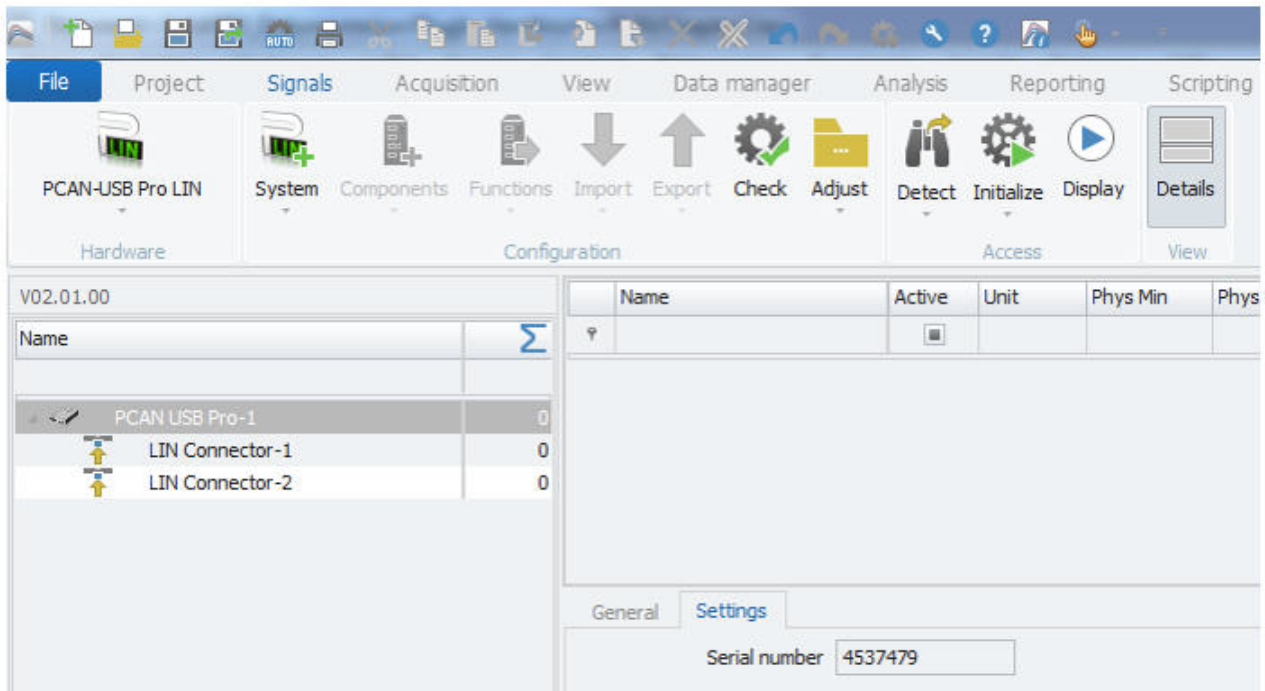 AUTO
File Project Signals Acquisition View Data manager Analysis Reporting Scripting
LIN LIN
PCAN-USB Pro LIN System Components Functions Import Export Check Adjust Detect Initialize Display Details
Hardware Configuration Access View
V02.01.00
Name Active Unit Phys Min Phys
Name Σ
PCAN USB Pro-1 0
LIN Connector-1 0
LIN Connector-2 0
General Settings
Serial number 4537479